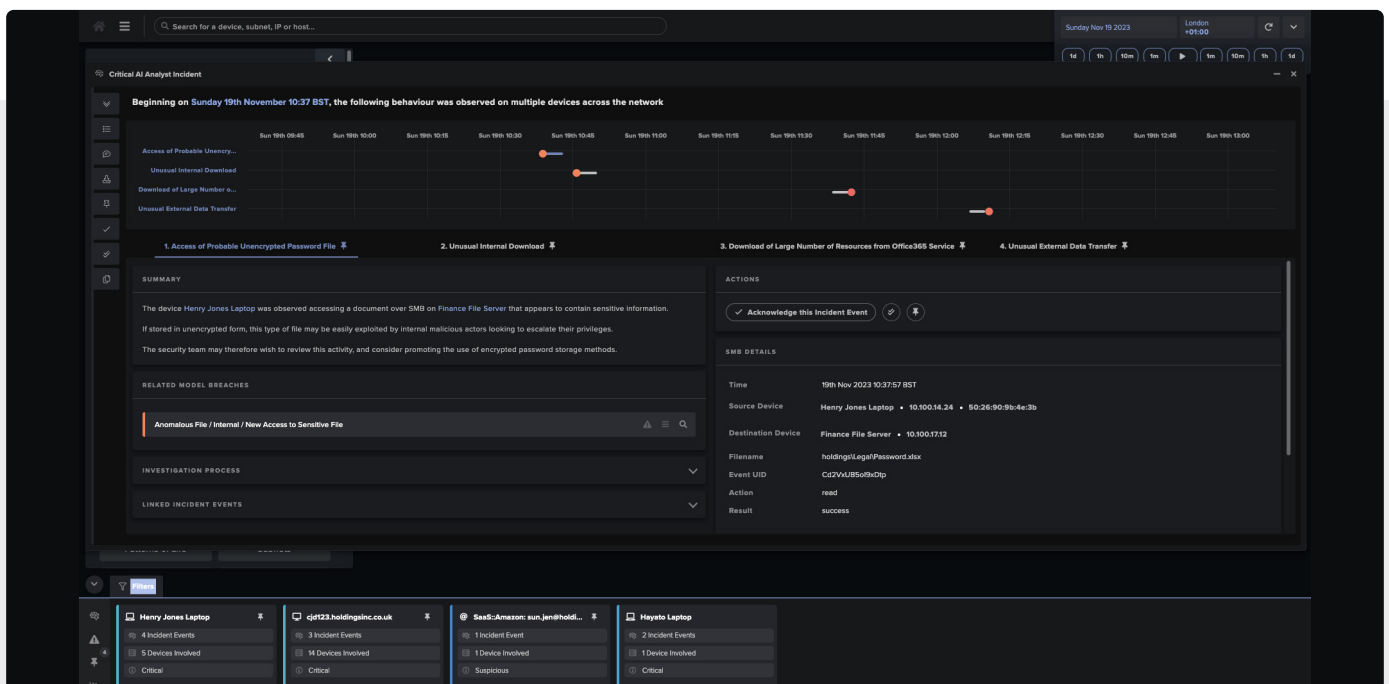 Search for a device, subnet, IP or host...
Sunday Nov 19 2023
London
+01:00
1d 1h 10m 1m 1m 10m 1h 1d
Critical AI Analyst Incident
Beginning on Sunday 19th November 10:37 BST, the following behaviour was observed on multiple devices across the network
Sun 19th 09:45 Sun 19th 10:00 Sun 19th 10:15 Sun 19th 10:30 Sun 19th 10:45 Sun 19th 11:00 Sun 19th 11:15 Sun 19th 11:30 Sun 19th 11:45 Sun 19th 12:00 Sun 19th 12:15 Sun 19th 12:30 Sun 19th 12:45 Sun 19th 13:00
Access of Probable Unencry...
Unusual Internal Download
Download of Large Number o...
Unusual External Data Transfer
1. Access of Probable Unencrypted Password File 2. Unusual Internal Download 3. Download of Large Number of Resources from Office365 Service 4. Unusual External Data Transfer
SUMMARY
The device Henry Jones Laptop was observed accessing a document over SMB on Finance File Server that appears to contain sensitive information.
If stored in unencrypted form, this type of file may be easily exploited by internal malicious actors looking to escalate their privileges.
The security team may therefore wish to review this activity, and consider promoting the use of encrypted password storage methods.
RELATED MODEL BREACHES
Anomalous File / Internal / New Access to Sensitive File
INVESTIGATION PROCESS
LINKED INCIDENT EVENTS
ACTIONS
Acknowledge this Incident Event
SMB DETAILS
Time 19th Nov 2023 10:37:57 BST
Source Device Henry Jones Laptop • 10.100.14.24 • 50:26:90:9b:4e:3b
Destination Device Finance File Server • 10.100.17.12
Filename holdings\Legal\Password.xlsx
Event UID Cd2VxUB5ol9xDtp
Action read
Result success
Filters
4
Henry Jones Laptop
4 Incident Events
5 Devices Involved
Critical
cjd123.holdingsinc.co.uk
3 Incident Events
14 Devices Involved
Critical
@ SaaS::Amazon: sun.jen@holdi...
1 Incident Event
1 Device Involved
Suspicious
Hayato Laptop
2 Incident Events
1 Device Involved
Critical